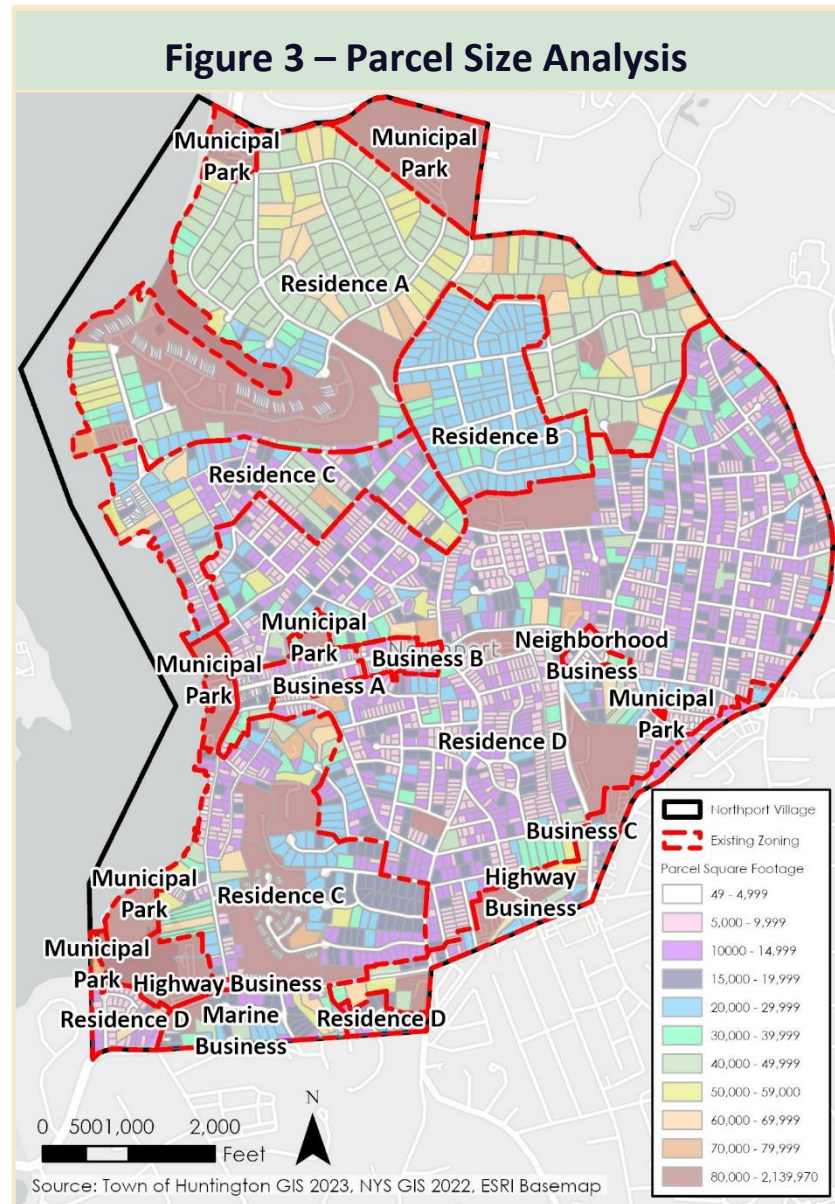 Figure 3 – Parcel Size Analysis
Municipal
Park
Municipal
Park
Residence A
Residence B
Residence C
Municipal
Park
Business B
Neighborhood
Business
Municipal
Park
Business A
Municipal
Park
Residence D
Business C
Highway
Business
Municipal
Park
Residence C
Municipal
Park
Highway Business
Residence D
Marine
Business
Residence D
Northport Village
Existing Zoning
Parcel Square Footage
49 - 4,999
5,000 - 9,999
10000 - 14,999
15,000 - 19,999
20,000 - 29,999
30,000 - 39,999
40,000 - 49,999
50,000 - 59,000
60,000 - 69,999
70,000 - 79,999
80,000 - 2,139,970
N
0 5001,000 2,000
Feet
Source: Town of Huntington GIS 2023, NYS GIS 2022, ESRI Basemap